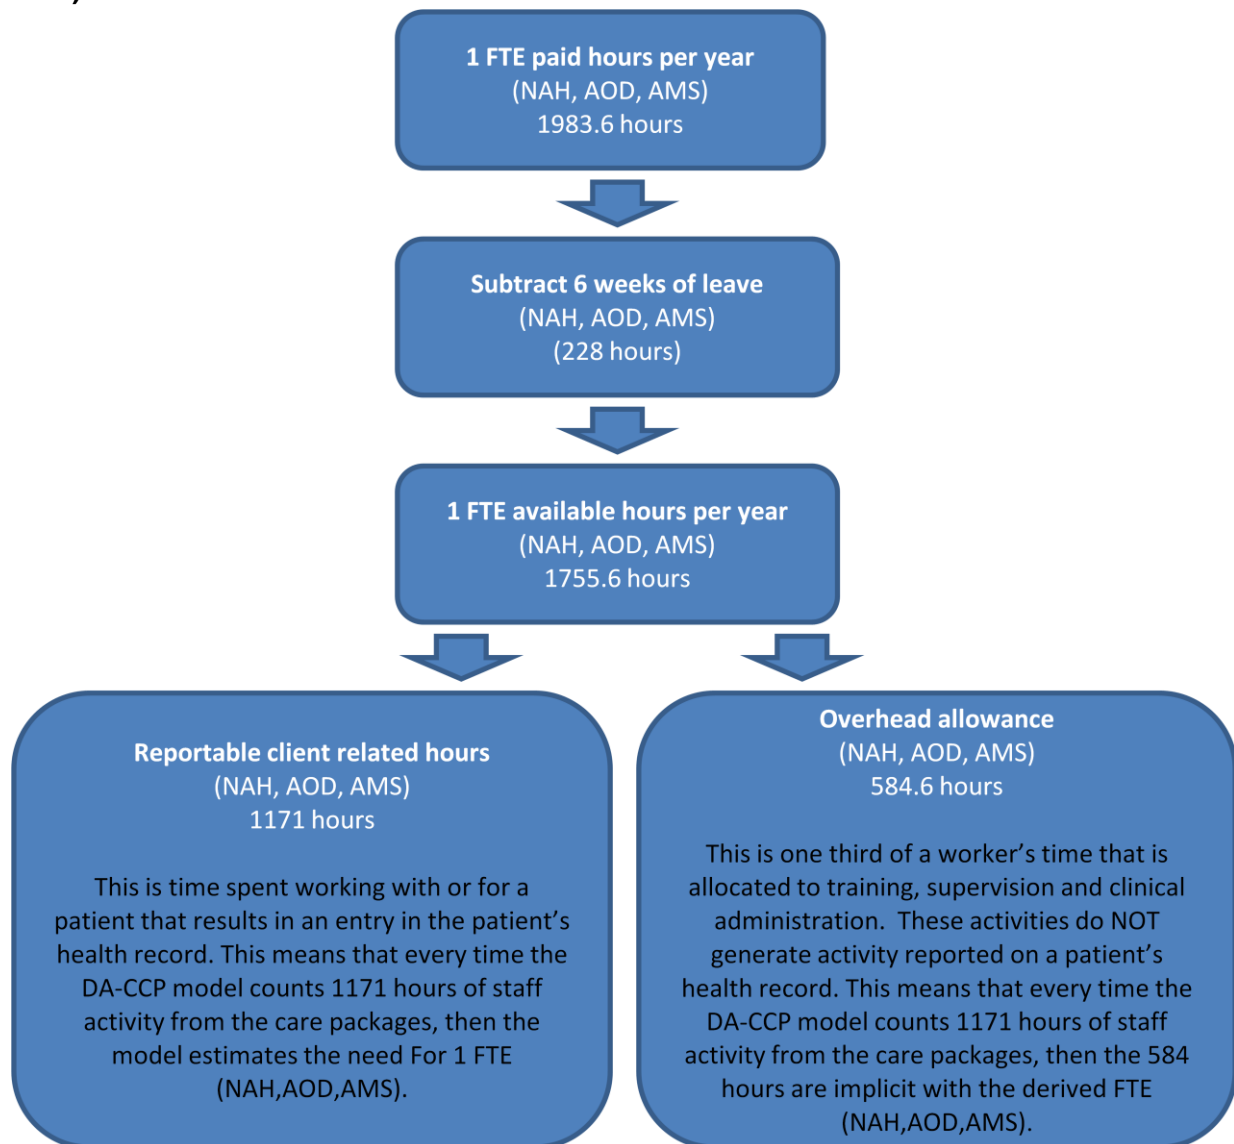 1 FTE paid hours per year
(NAH, AOD, AMS)
1983.6 hours
Subtract 6 weeks of leave
(NAH, AOD, AMS)
(228 hours)
1 FTE available hours per year
(NAH, AOD, AMS)
1755.6 hours
Reportable client related hours
(NAH, AOD, AMS)
1171 hours
This is time spent working with or for a
patient that results in an entry in the patient’s
health record. This means that every time the
DA-CCP model counts 1171 hours of staff
activity from the care packages, then the
model estimates the need For 1 FTE
(NAH,AOD,AMS).
Overhead allowance
(NAH, AOD, AMS)
584.6 hours
This is one third of a worker’s time that is
allocated to training, supervision and clinical
administration.  These activities do NOT
generate activity reported on a patient’s
health record. This means that every time the
DA-CCP model counts 1171 hours of staff
activity from the care packages, then the 584
hours are implicit with the derived FTE
(NAH,AOD,AMS).